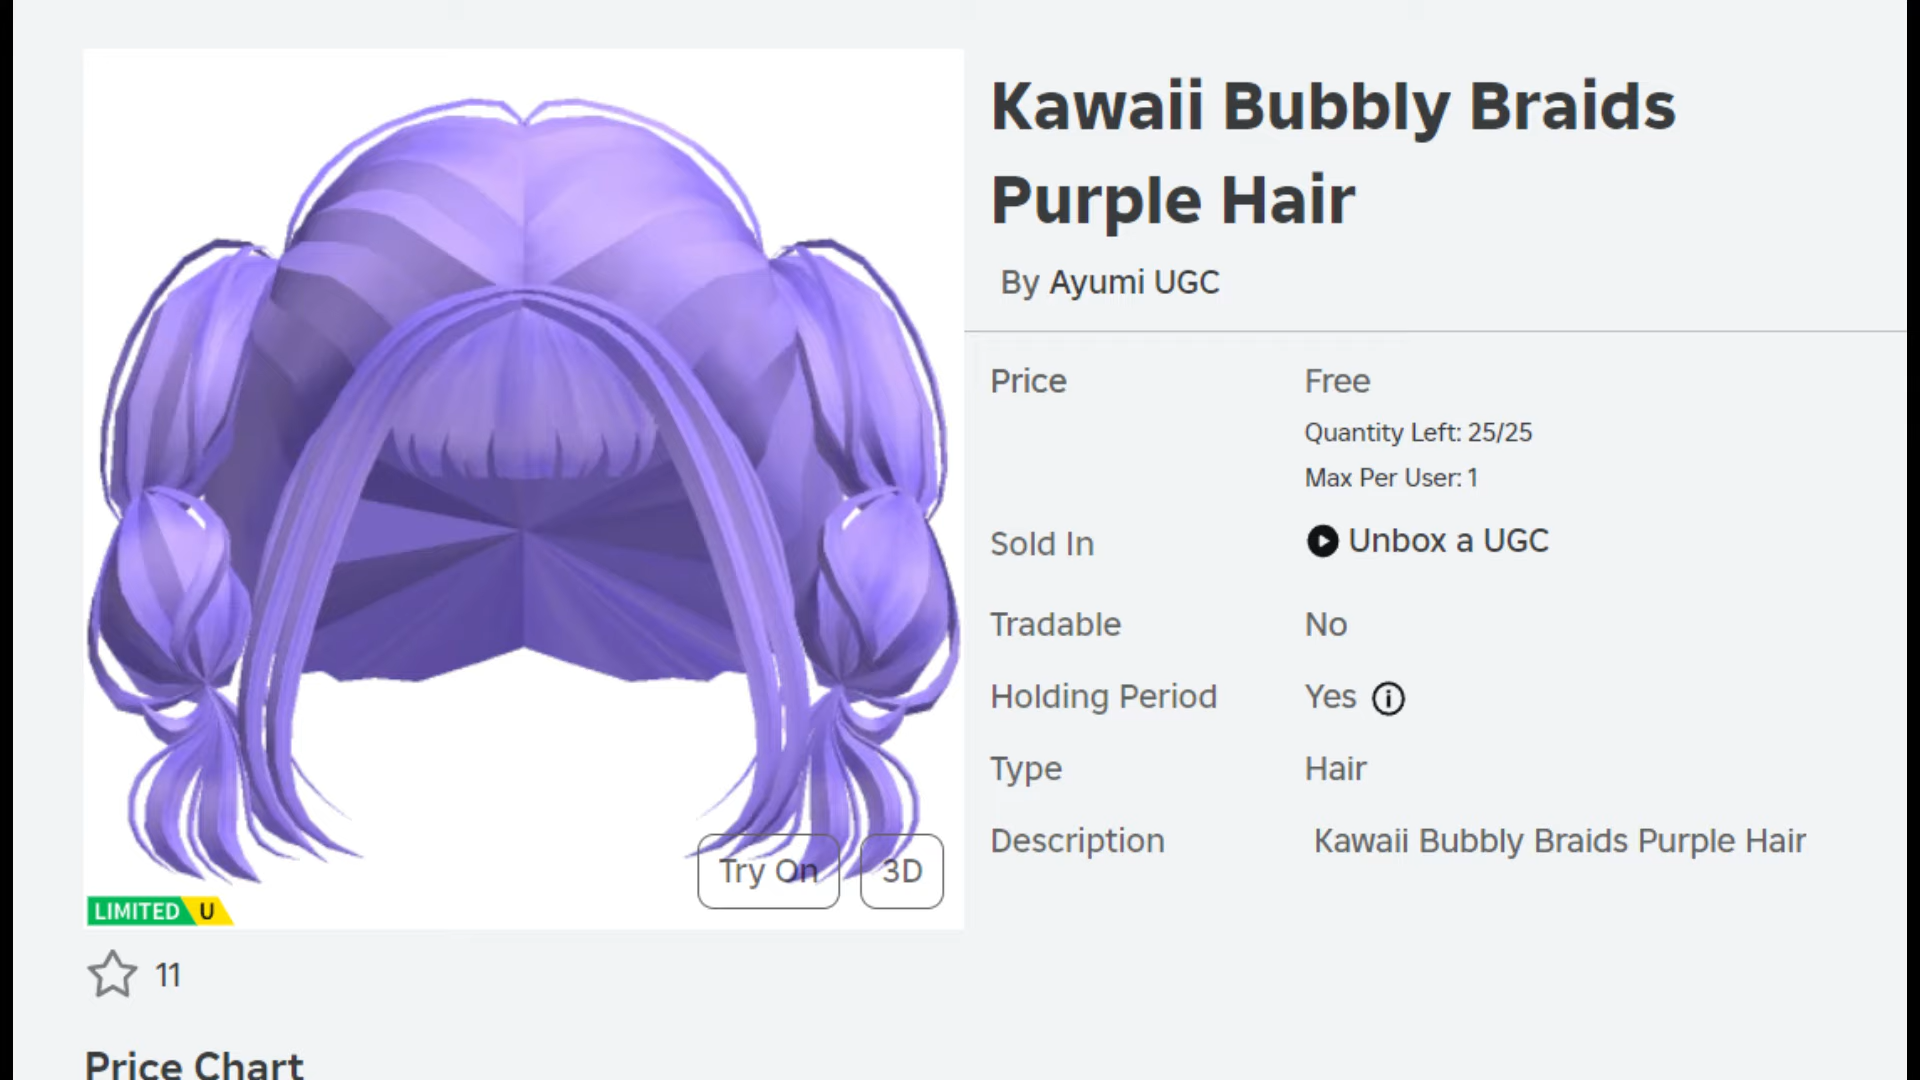 Kawaii Bubbly Braids
Purple Hair
By Ayumi UGC
Price Free
Quantity Left: 25/25
Max Per User: 1
Sold In Unbox a UGC
Tradable No
Holding Period Yes
Type Hair
Description Kawaii Bubbly Braids Purple Hair
Try On 3D
LIMITED U
11
Price Chart